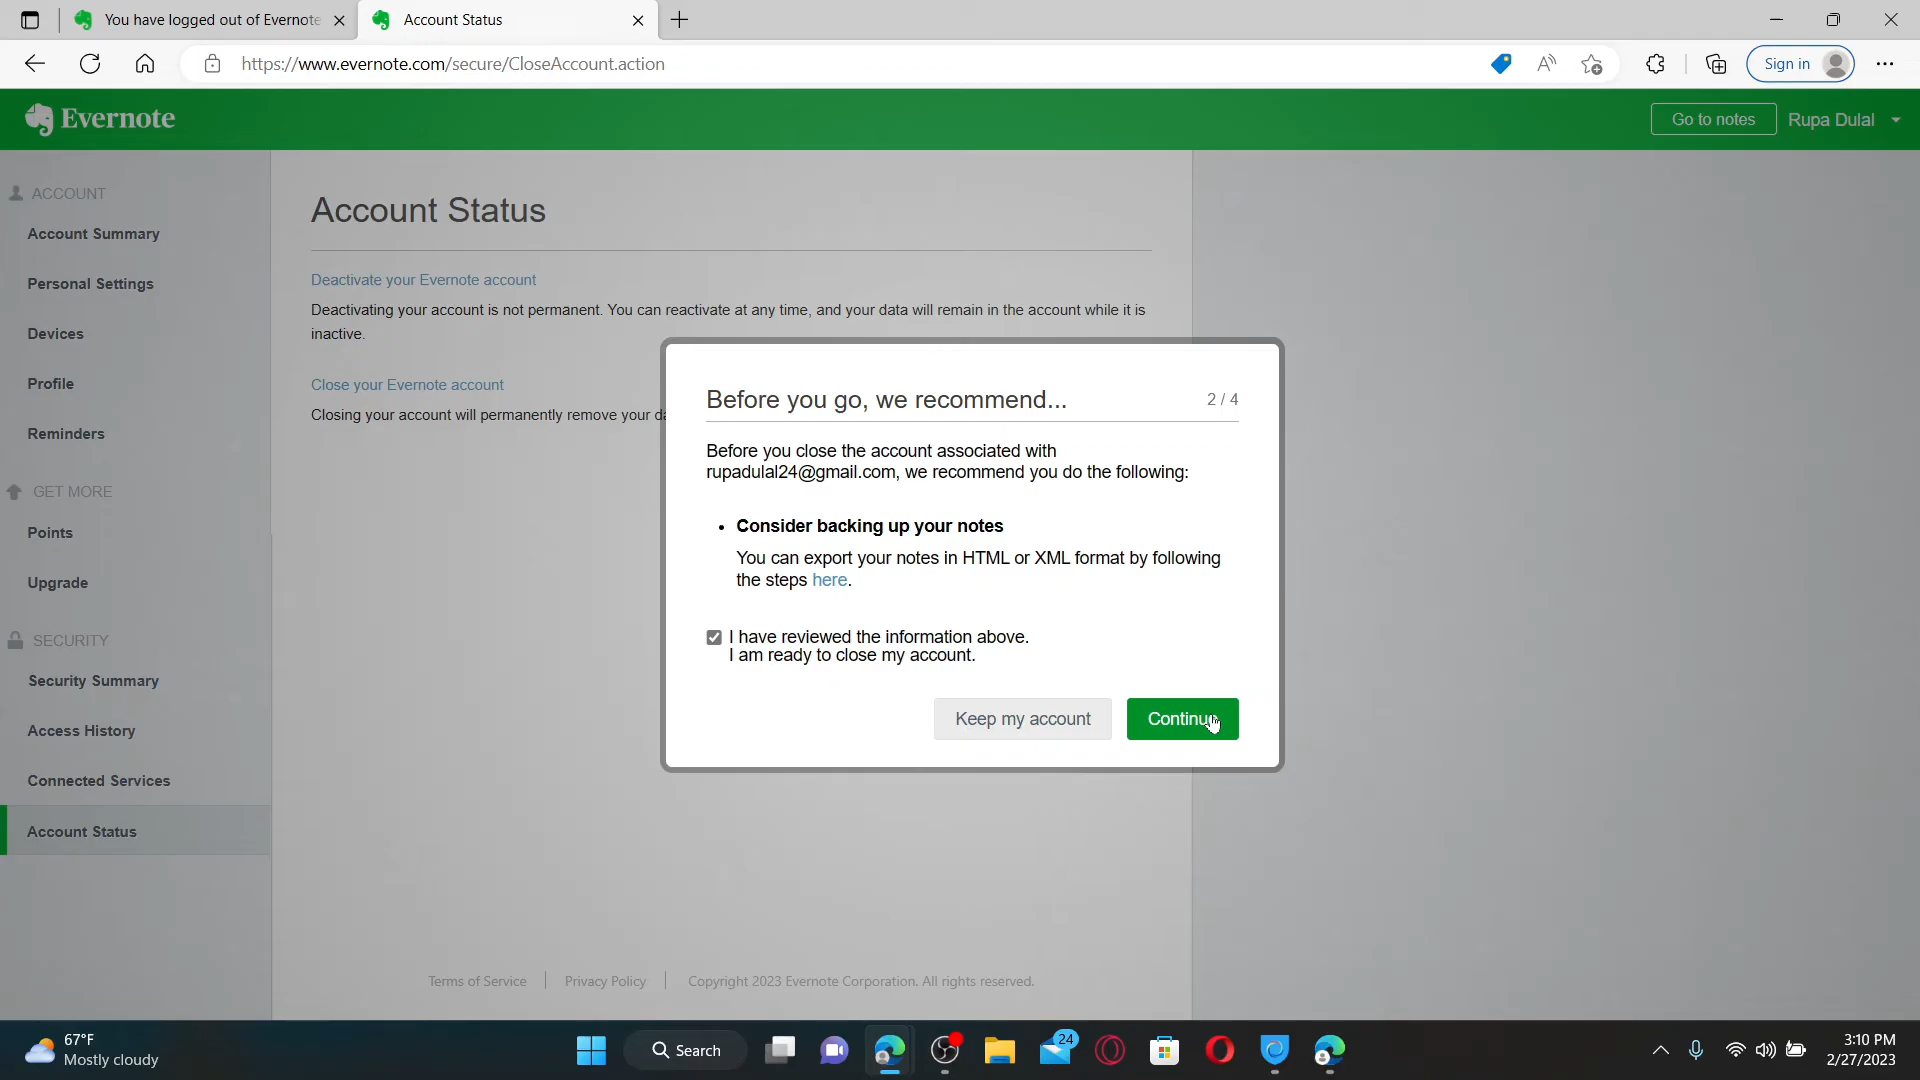 You have logged out of Evernote
Account Status
https://www.evernote.com/secure/CloseAccount.action
Sign in
Evernote
Go to notes
Rupa Dulal
ACCOUNT
Account Summary
Personal Settings
Devices
Profile
Reminders
GET MORE
Points
Upgrade
SECURITY
Security Summary
Access History
Connected Services
Account Status
Account Status
Deactivate your Evernote account
Deactivating your account is not permanent. You can reactivate at any time, and your data will remain in the account while it is
inactive.
Close your Evernote account
Closing your account will permanently remove your
Before you go, we recommend...
2 / 4
Before you close the account associated with
rupadulal24@gmail.com, we recommend you do the following:
• Consider backing up your notes
You can export your notes in HTML or XML format by following
the steps here.
I have reviewed the information above.
I am ready to close my account.
Keep my account
Continue
Terms of Service
Privacy Policy
Copyright 2023 Evernote Corporation. All rights reserved.
67°F
Mostly cloudy
Search
24
3:10 PM
2/27/2023